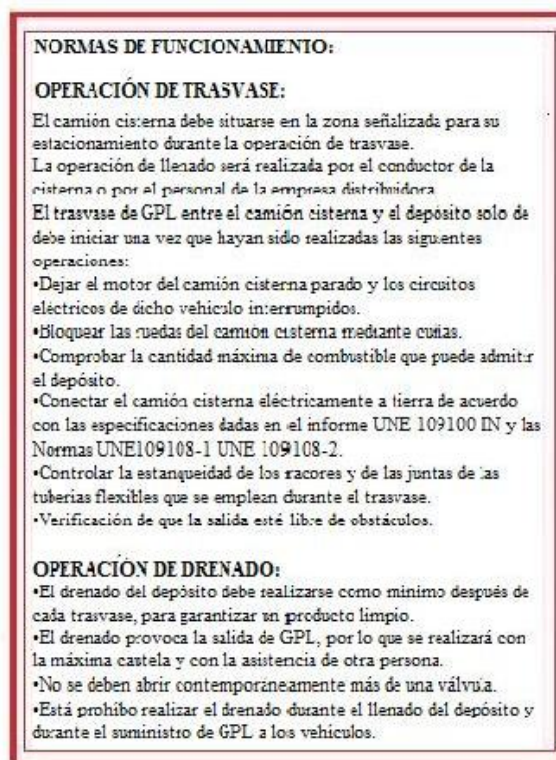 NORMAS DE FUNCIONAMIENTO:
OPERACIÓN DE TRASVASE:
El camión cisterna debe situarse en la zona señalizada para su
estacionamiento durante la operación de trasvase.
La operación de llenado será realizada por el conductor de la
cisterna o por el personal de la empresa distribuidora
El trasvase de GPL entre el camión cisterna y el depósito solo de
debe iniciar una vez que hayan sido realizadas las siguientes
operaciones:
•Dejar el motor del camión cisterna parado y los circuitos
eléctricos de dicho vehículo interrumpidos.
•Bloquear las ruedas del camión cisterna mediante cuñas.
•Comprobar la cantidad máxima de combustible que puede admitir
el depósito.
•Conectar el camión cisterna eléctricamente a tierra de acuerdo
con las especificaciones dadas en el informe UNE 109100 IN y las
Normas UNE109108-1 UNE 109108-2.
•Controlar la estanqueidad de los racores y de las juntas de las
tuberías flexibles que se emplean durante el trasvase.
•Verificación de que la salida esté libre de obstáculos.
OPERACIÓN DE DRENADO:
•El drenado del depósito debe realizarse como mínimo después de
cada trasvase, para garantizar un producto limpio.
•El drenado provoca la salida de GPL, por lo que se realizará con
la máxima cautela y con la asistencia de otra persona.
•No se deben abrir contemporáneamente más de una válvula.
•Está prohibo realizar el drenado durante el llenado del depósito y
durante el suministro de GPL a los vehículos.